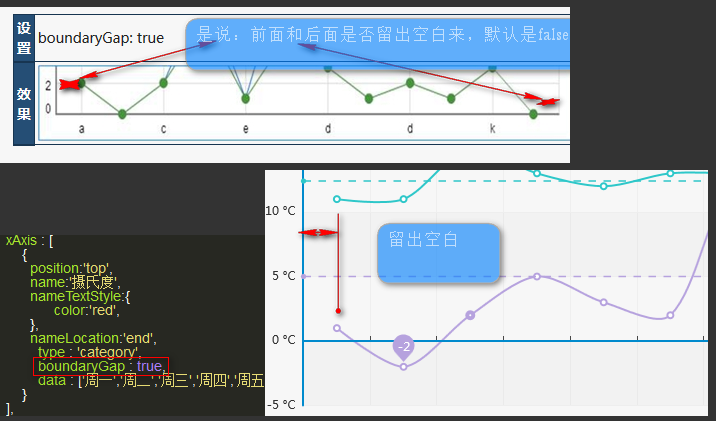 设置
boundaryGap: true
是说：前面和后面是否留出空白来，默认是false
效果
2
0
a c e d d k
xAxis : [
{
position:'top',
name:'摄氏度',
nameTextStyle:{
color:'red',
},
nameLocation:'end',
type : 'category',
boundaryGap : true,
data : ['周一','周二','周三','周四','周五
}
],
留出空白
10 °C
5 °C
0 °C
-2
-5 °C